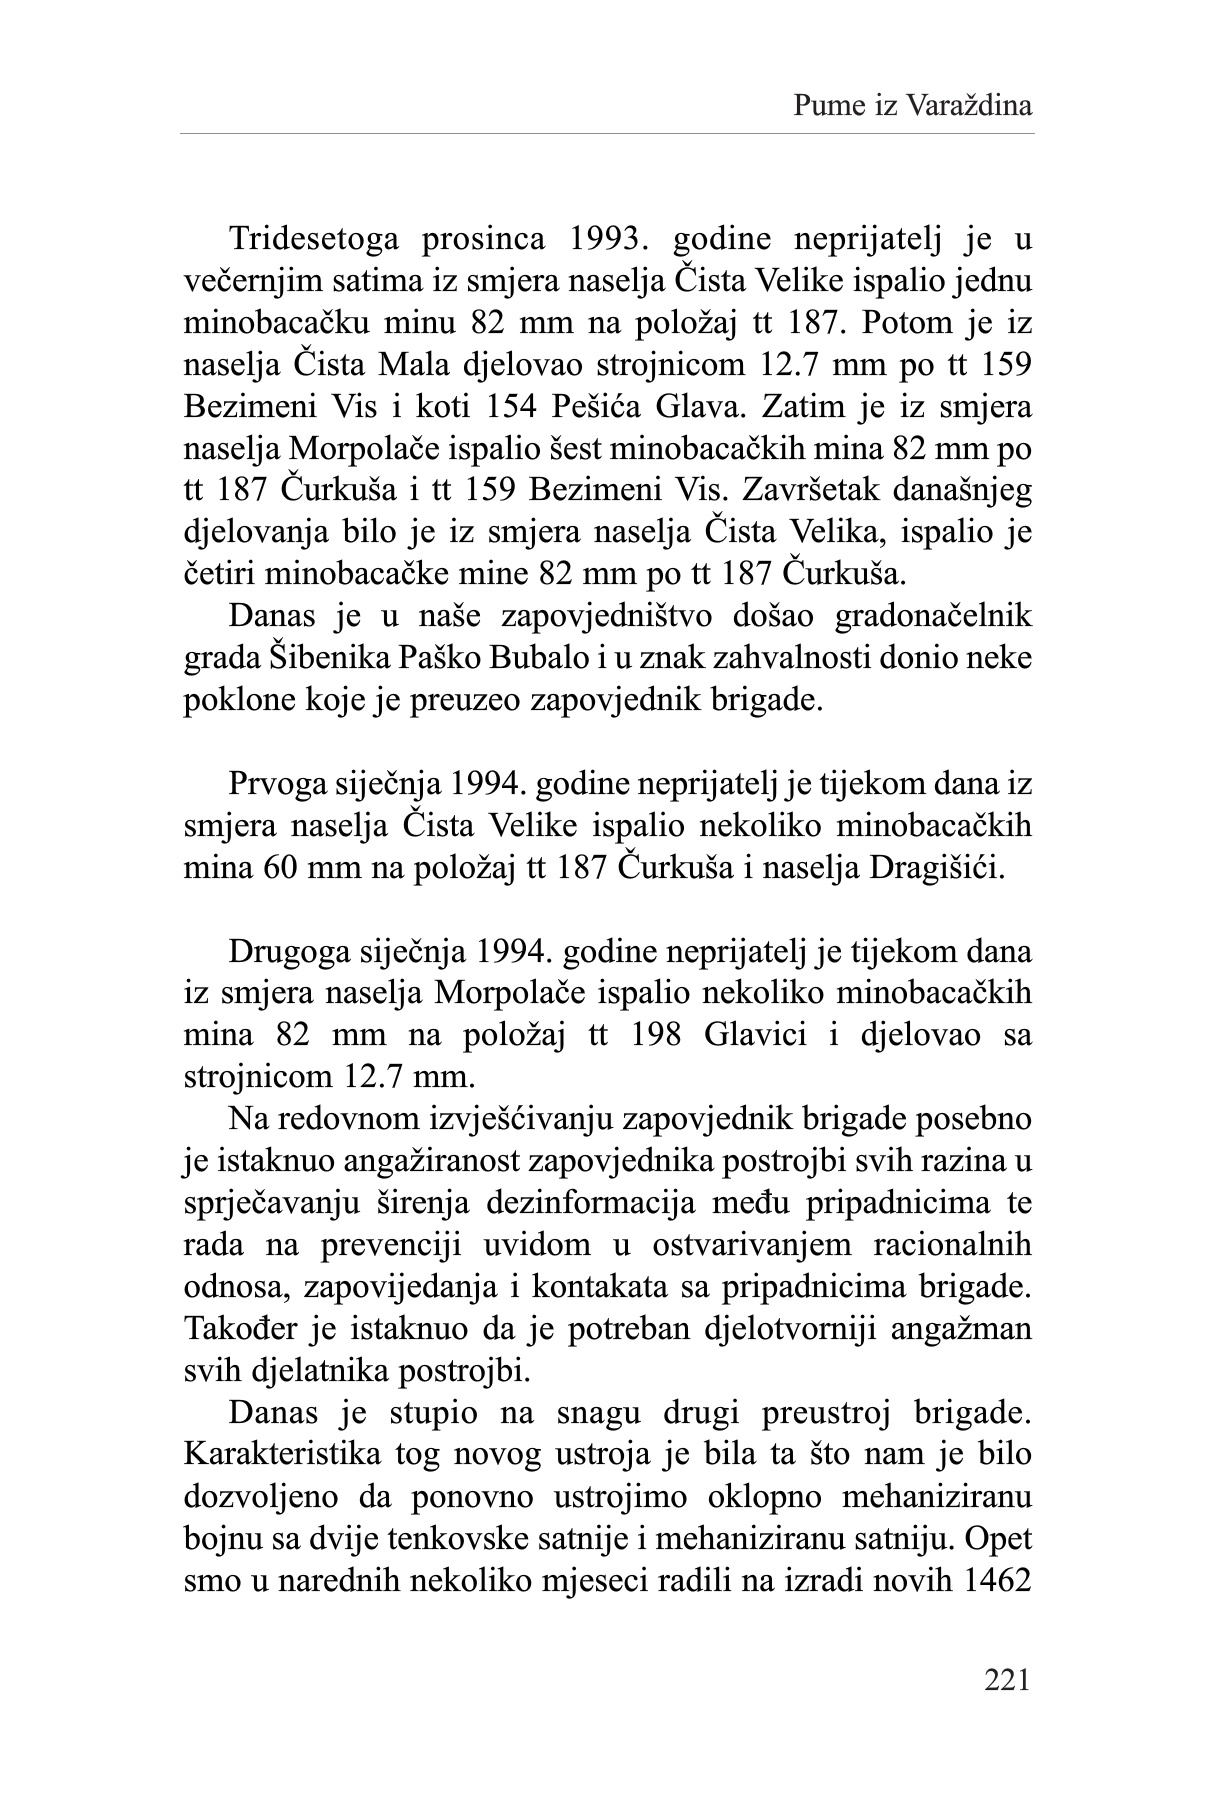 Pume iz Varaždina
Tridesetoga prosinca 1993. godine neprijatelj je u
večernjim satima iz smjera naselja Čista Velike ispalio jednu
minobacačku minu 82 mm na položaj tt 187. Potom je iz
naselja Čista Mala djelovao strojnicom 12.7 mm po tt 159
Bezimeni Vis i koti 154 Pešića Glava. Zatim je iz smjera
naselja Morpolače ispalio šest minobacačkih mina 82 mm po
tt 187 Čurkuša i tt 159 Bezimeni Vis. Završetak današnjeg
djelovanja bilo je iz smjera naselja Čista Velika, ispalio je
četiri minobacačke mine 82 mm po tt 187 Čurkuša.
Danas je u naše zapovjedništvo došao gradonačelnik
grada Šibenika Paško Bubalo i u znak zahvalnosti donio neke
poklone koje je preuzeo zapovjednik brigade.
Prvoga siječnja 1994. godine neprijatelj je tijekom dana iz
smjera naselja Čista Velike ispalio nekoliko minobacačkih
mina 60 mm na položaj tt 187 Čurkuša i naselja Dragišići.
Drugoga siječnja 1994. godine neprijatelj je tijekom dana
iz smjera naselja Morpolače ispalio nekoliko minobacačkih
mina 82 mm na položaj tt 198 Glavici i djelovao sa
strojnicom 12.7 mm.
Na redovnom izvješćivanju zapovjednik brigade posebno
je istaknuo angažiranost zapovjednika postrojbi svih razina u
sprječavanju širenja dezinformacija među pripadnicima te
rada na prevenciji uvidom u ostvarivanjem racionalnih
odnosa, zapovijedanja i kontakata sa pripadnicima brigade.
Također je istaknuo da je potreban djelotvorniji angažman
svih djelatnika postrojbi.
Danas je stupio na snagu drugi preustroj brigade.
Karakteristika tog novog ustroja je bila ta što nam je bilo
dozvoljeno da ponovno ustrojimo oklopno mehaniziranu
bojnu sa dvije tenkovske satnije i mehaniziranu satniju. Opet
smo u narednih nekoliko mjeseci radili na izradi novih 1462
221